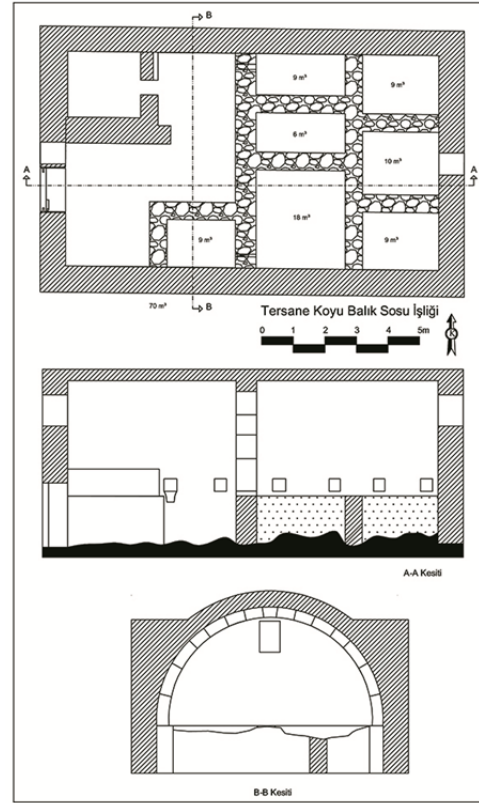 B
9 m³
9 m³
6 m³
A
A
10 m³
18 m³
9 m³
9 m³
70 m³
B
Tersane Koyu Balık Sosu İşliği
0 1 2 3 4 5m
K
A-A Kesiti
B-B Kesiti